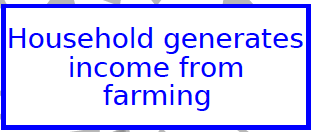 Household generates
income from
farming